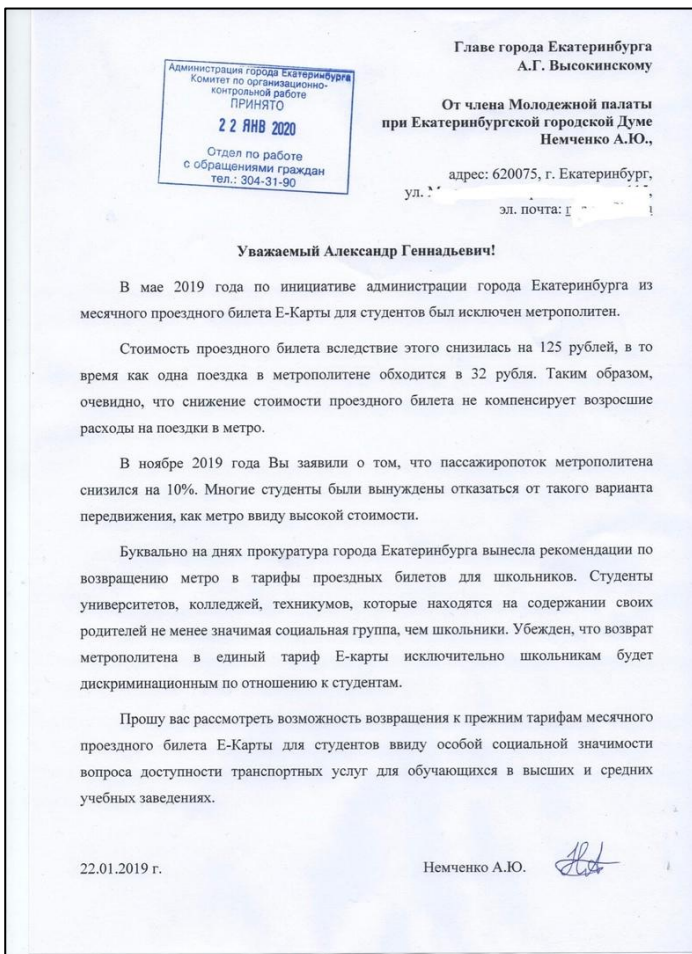 Главе города Екатеринбурга
А.Г. Высокинскому
Администрация города Екатеринбурга
Комитет по организационно-
контрольной работе
ПРИНЯТО
22 ЯНВ 2020
Отдел по работе
с обращениями граждан
тел.: 304-31-90
От члена Молодежной палаты
при Екатеринбургской городской Думе
Немченко А.Ю.,
адрес: 620075, г. Екатеринбург,
ул.
эл. почта:
Уважаемый Александр Геннадьевич!
В мае 2019 года по инициативе администрации города Екатеринбурга из
месячного проездного билета Е-Карты для студентов был исключен метрополитен.
Стоимость проездного билета вследствие этого снизилась на 125 рублей, в то
время как одна поездка в метрополитене обходится в 32 рубля. Таким образом,
очевидно, что снижение стоимости проездного билета не компенсирует возросшие
расходы на поездки в метро.
В ноябре 2019 года Вы заявили о том, что пассажиропоток метрополитена
снизился на 10%. Многие студенты были вынуждены отказаться от такого варианта
передвижения, как метро ввиду высокой стоимости.
Буквально на днях прокуратура города Екатеринбурга вынесла рекомендации по
возвращению метро в тарифы проездных билетов для школьников. Студенты
университетов, колледжей, техникумов, которые находятся на содержании своих
родителей не менее значимая социальная группа, чем школьники. Убежден, что возврат
метрополитена в единый тариф Е-карты исключительно школьникам будет
дискриминационным по отношению к студентам.
Прошу вас рассмотреть возможность возвращения к прежним тарифам месячного
проездного билета Е-Карты для студентов ввиду особой социальной значимости
вопроса доступности транспортных услуг для обучающихся в высших и средних
учебных заведениях.
22.01.2019 г. Немченко А.Ю.